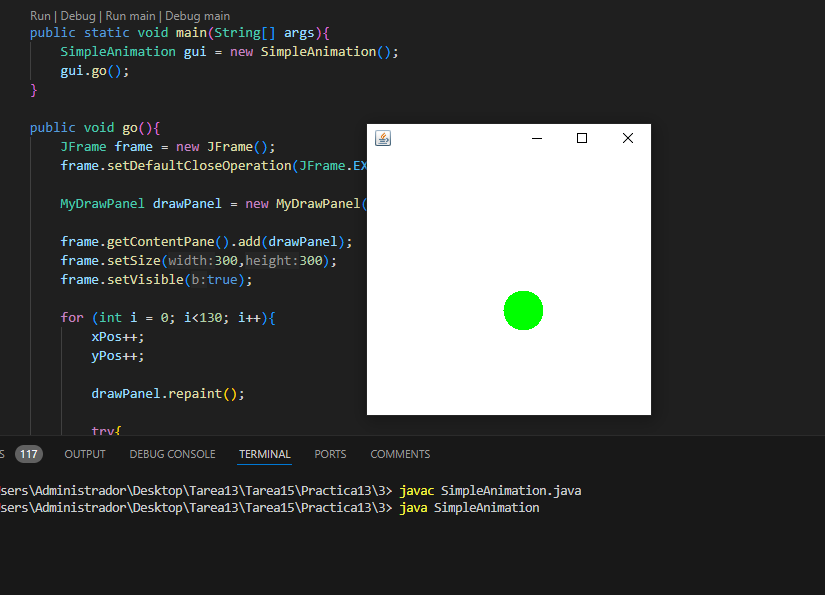 Run | Debug | Run main | Debug main
public static void main(String[] args){
SimpleAnimation gui = new SimpleAnimation();
gui.go();
}
public void go(){
JFrame frame = new JFrame();
frame.setDefaultCloseOperation(JFrame.EX
MyDrawPanel drawPanel = new MyDrawPanel(
frame.getContentPane().add(drawPanel);
frame.setSize(width:300,height:300);
frame.setVisible(b:true);
for (int i = 0; i<130; i++){
xPos++;
yPos++;
drawPanel.repaint();
try{
S 117 OUTPUT DEBUG CONSOLE TERMINAL PORTS COMMENTS
sers\Administrador\Desktop\Tarea13\Tarea15\Practica13\3> javac SimpleAnimation.java
sers\Administrador\Desktop\Tarea13\Tarea15\Practica13\3> java SimpleAnimation